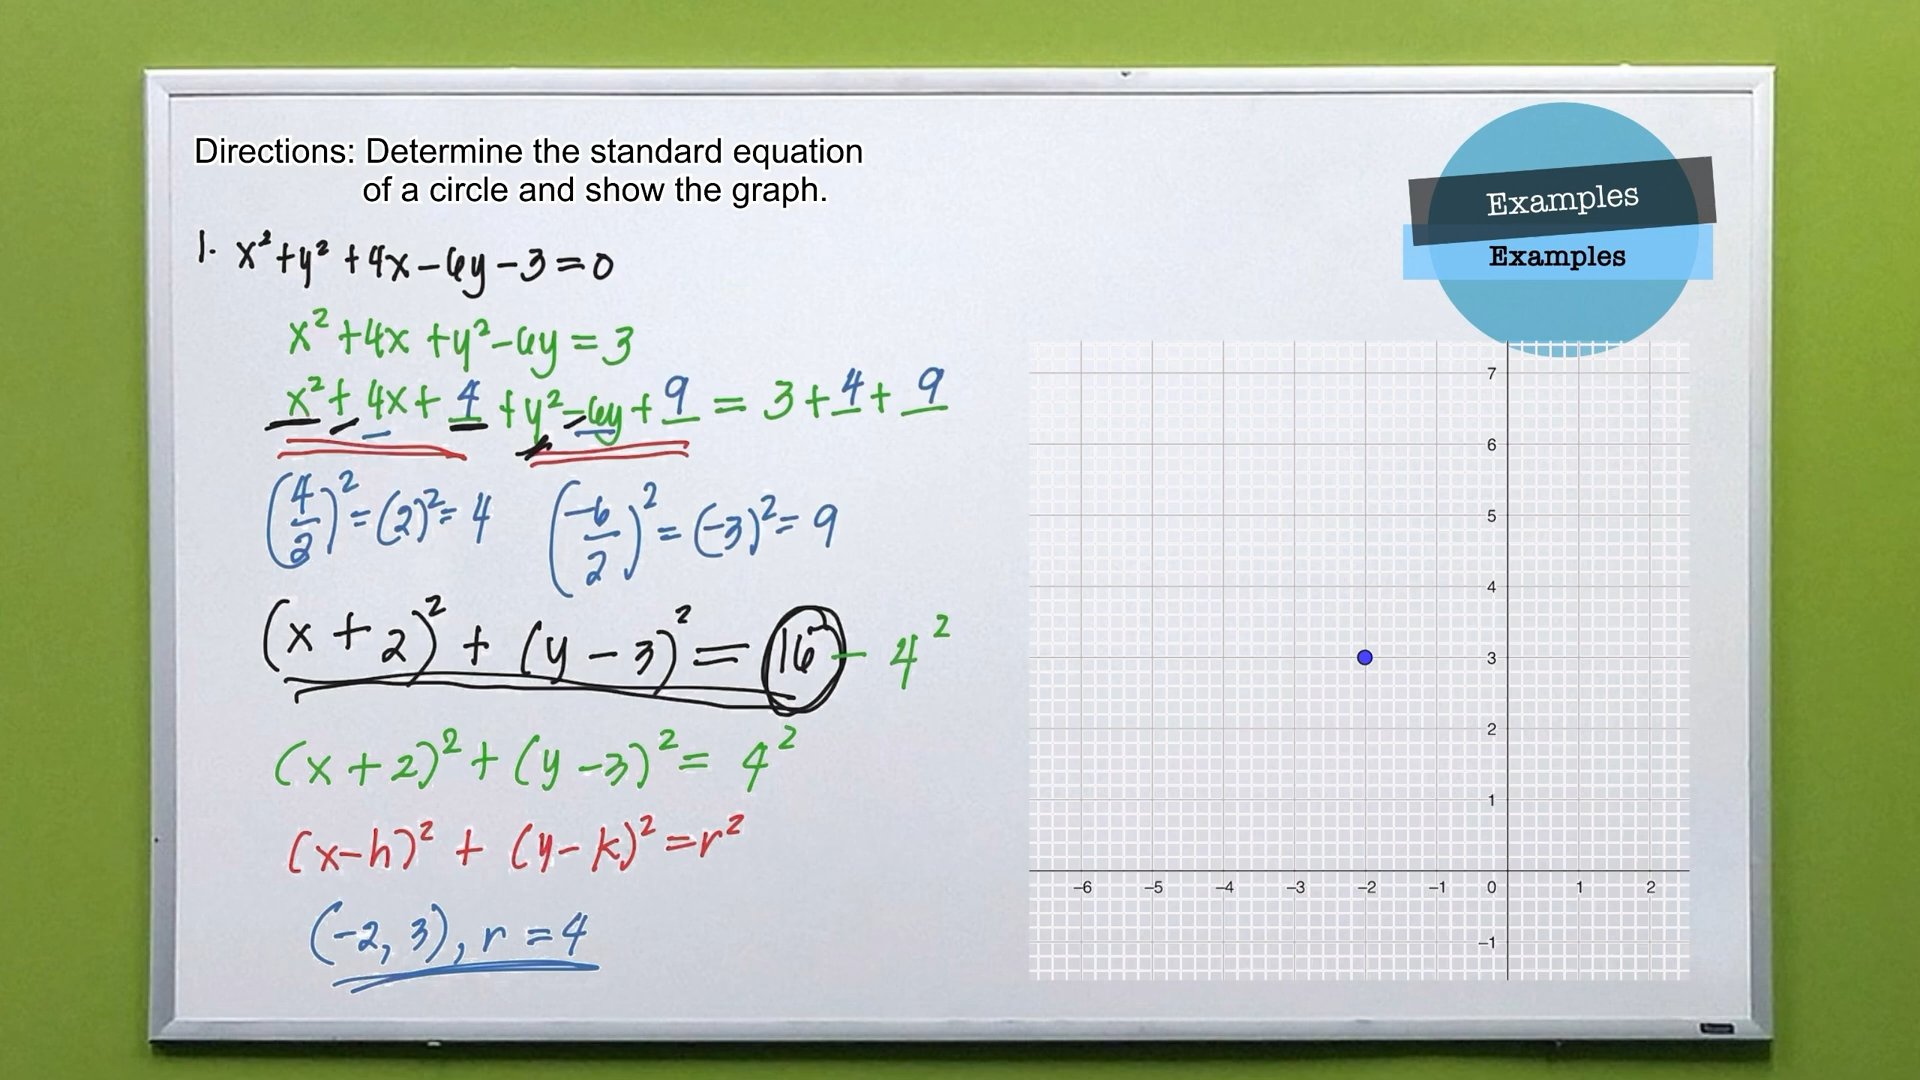 Directions: Determine the standard equation
of a circle and show the graph.
Examples
Examples
1. x²+y²+4x-6y-3=0
x²+4x+y²-6y=3
x²+4x+4+y²-6y+9=3+4+9
(4/2)²=(2)²=4 (-6/2)²=(-3)²=9
(x+2)²+(y-3)²=16 - 4²
(x+2)²+(y-3)²=4²
(x-h)²+(y-k)²=r²
(-2,3), r=4
7
6
5
4
3
2
1
-6 -5 -4 -3 -2 -1 0 1 2
-1